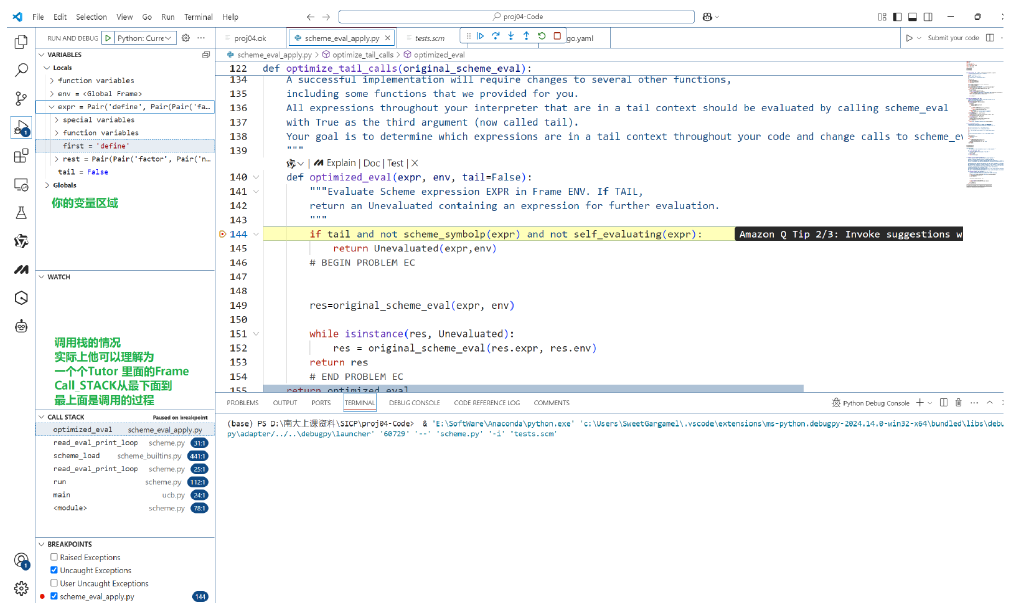 File Edit Selection View Go Run Terminal Help
proj04-Code
RUN AND DEBUG Python: Curre
proj04.ok scheme_eval_apply.py tests.scm go.yaml Submit your code
VARIABLES
Locals
function variables
env = <Global Frame>
expr = Pair('define', Pair(Pair('fa…
special variables
function variables
first = 'define'
rest = Pair(Pair('factor', Pair('n…
tail = False
Globals
你的变量区域
WATCH
调用栈的情况
实际上他可以理解为
一个个Tutor 里面的Frame
Call STACK从最下面到
最上面是调用的过程
CALL STACK Paused on breakpoint
optimized_eval scheme_eval_apply.py
read_eval_print_loop scheme.py 31:1
scheme_load scheme_builtins.py 441:1
read_eval_print_loop scheme.py 25:1
run scheme.py 112:1
main ucb.py 24:1
<module> scheme.py 78:1
BREAKPOINTS
Raised Exceptions
Uncaught Exceptions
User Uncaught Exceptions
scheme_eval_apply.py 144
scheme_eval_apply.py > optimize_tail_calls > optimized_eval
122 def optimize_tail_calls(original_scheme_eval):
134 A successful implementation will require changes to several other functions,
135 including some functions that we provided for you.
136 All expressions throughout your interpreter that are in a tail context should be evaluated by calling scheme_eval
137 with True as the third argument (now called tail).
138 Your goal is to determine which expressions are in a tail context throughout your code and change calls to scheme_ev
139 """
Explain | Doc | Test | X
140 def optimized_eval(expr, env, tail=False):
141 """Evaluate Scheme expression EXPR in Frame ENV. If TAIL,
142 return an Unevaluated containing an expression for further evaluation.
143 """
144 if tail and not scheme_symbolp(expr) and not self_evaluating(expr): Amazon Q Tip 2/3: Invoke suggestions w
145 return Unevaluated(expr,env)
146 # BEGIN PROBLEM EC
147
148
149 res=original_scheme_eval(expr, env)
150
151 while isinstance(res, Unevaluated):
152 res = original_scheme_eval(res.expr, res.env)
153 return res
154 # END PROBLEM EC
155 return optimized_eval
PROBLEMS OUTPUT PORTS TERMINAL DEBUG CONSOLE CODE REFERENCE LOG COMMENTS Python Debug Console
(base) PS D:\南大上课资料\SICP\proj04-Code> & 'E:\SoftWare\Anaconda\python.exe' 'c:\Users\SweetGargamel\.vscode\extensions\ms-python.debugpy-2024.14.0-win32-x64\bundled\libs\debu
py\adapter/../..\debugpy\launcher' '60729' '--' 'scheme.py' '-i' 'tests.scm'